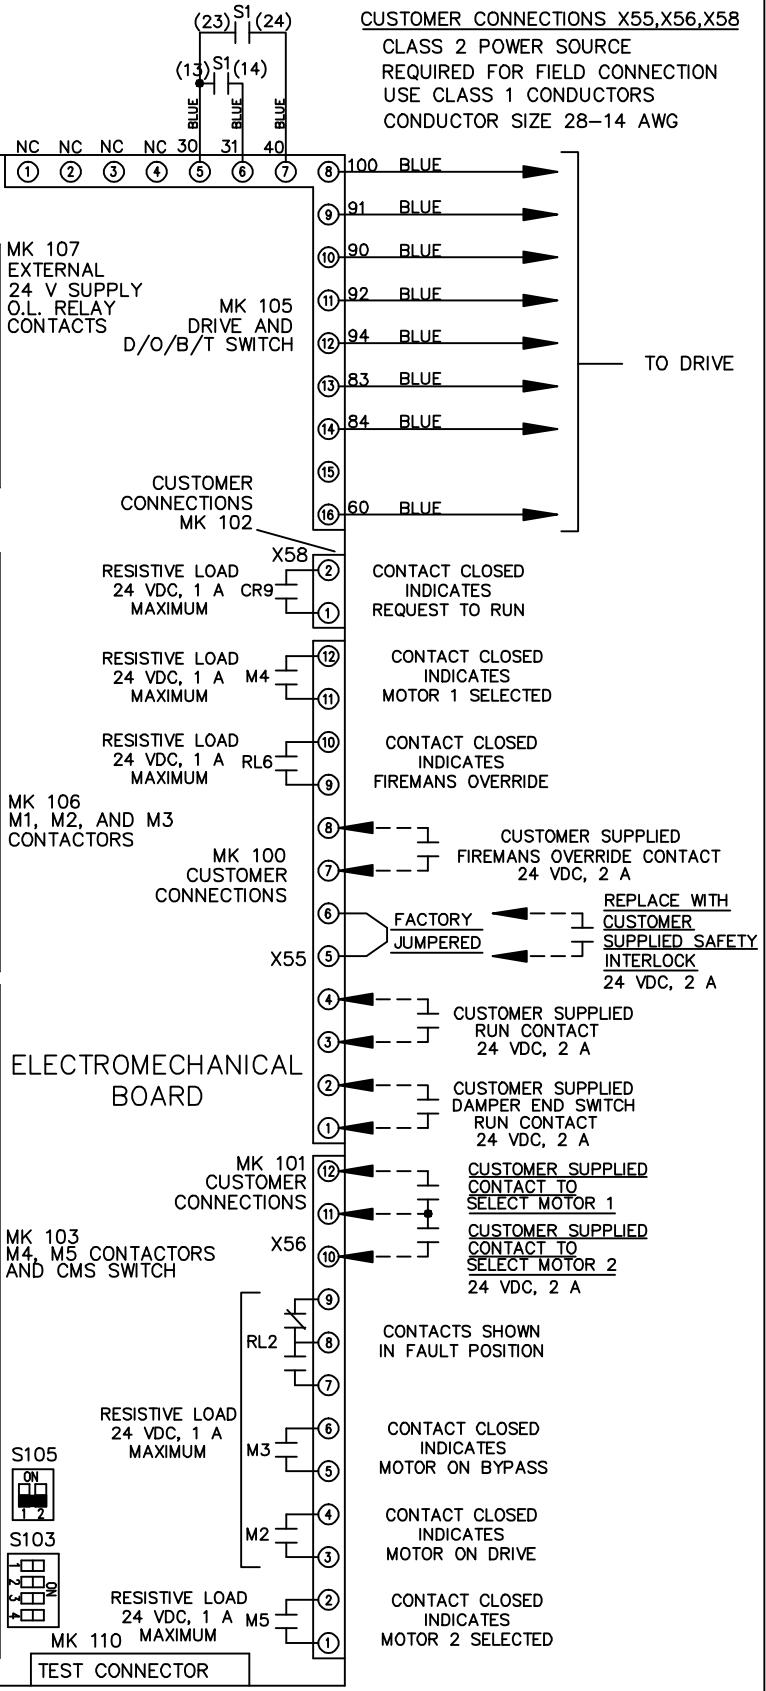 CUSTOMER CONNECTIONS X55,X56,X58
CLASS 2 POWER SOURCE
REQUIRED FOR FIELD CONNECTION
USE CLASS 1 CONDUCTORS
CONDUCTOR SIZE 28–14 AWG
(23) S1 (24)
(13) S1 (14)
BLUE BLUE BLUE
NC NC NC NC 30 31 40
1 2 3 4 5 6 7
8 100 BLUE
9 91 BLUE
10 90 BLUE
11 92 BLUE
12 94 BLUE
13 83 BLUE
14 84 BLUE
15
16 60 BLUE
TO DRIVE
MK 107
EXTERNAL
24 V SUPPLY
O.L. RELAY
CONTACTS
MK 105
DRIVE AND
D/O/B/T SWITCH
CUSTOMER
CONNECTIONS
MK 102
X58
RESISTIVE LOAD
24 VDC, 1 A
MAXIMUM
CR9
2
1
CONTACT CLOSED
INDICATES
REQUEST TO RUN
RESISTIVE LOAD
24 VDC, 1 A
MAXIMUM
M4
12
11
CONTACT CLOSED
INDICATES
MOTOR 1 SELECTED
RESISTIVE LOAD
24 VDC, 1 A
MAXIMUM
RL6
10
9
CONTACT CLOSED
INDICATES
FIREMANS OVERRIDE
MK 106
M1, M2, AND M3
CONTACTORS
MK 100
CUSTOMER
CONNECTIONS
X55
8
7
CUSTOMER SUPPLIED
FIREMANS OVERRIDE CONTACT
24 VDC, 2 A
6
5
FACTORY
JUMPERED
REPLACE WITH
CUSTOMER
SUPPLIED SAFETY
INTERLOCK
24 VDC, 2 A
4
3
CUSTOMER SUPPLIED
RUN CONTACT
24 VDC, 2 A
ELECTROMECHANICAL
BOARD
2
1
CUSTOMER SUPPLIED
DAMPER END SWITCH
RUN CONTACT
24 VDC, 2 A
MK 101
CUSTOMER
CONNECTIONS
X56
12
11
10
CUSTOMER SUPPLIED
CONTACT TO
SELECT MOTOR 1
CUSTOMER SUPPLIED
CONTACT TO
SELECT MOTOR 2
24 VDC, 2 A
MK 103
M4, M5 CONTACTORS
AND CMS SWITCH
RL2
9
8
7
CONTACTS SHOWN
IN FAULT POSITION
RESISTIVE LOAD
24 VDC, 1 A
MAXIMUM
M3
6
5
CONTACT CLOSED
INDICATES
MOTOR ON BYPASS
M2
4
3
CONTACT CLOSED
INDICATES
MOTOR ON DRIVE
S105
ON
1 2
S103
1
2
3
4
ON
RESISTIVE LOAD
24 VDC, 1 A
MAXIMUM
M5
2
1
CONTACT CLOSED
INDICATES
MOTOR 2 SELECTED
MK 110
TEST CONNECTOR